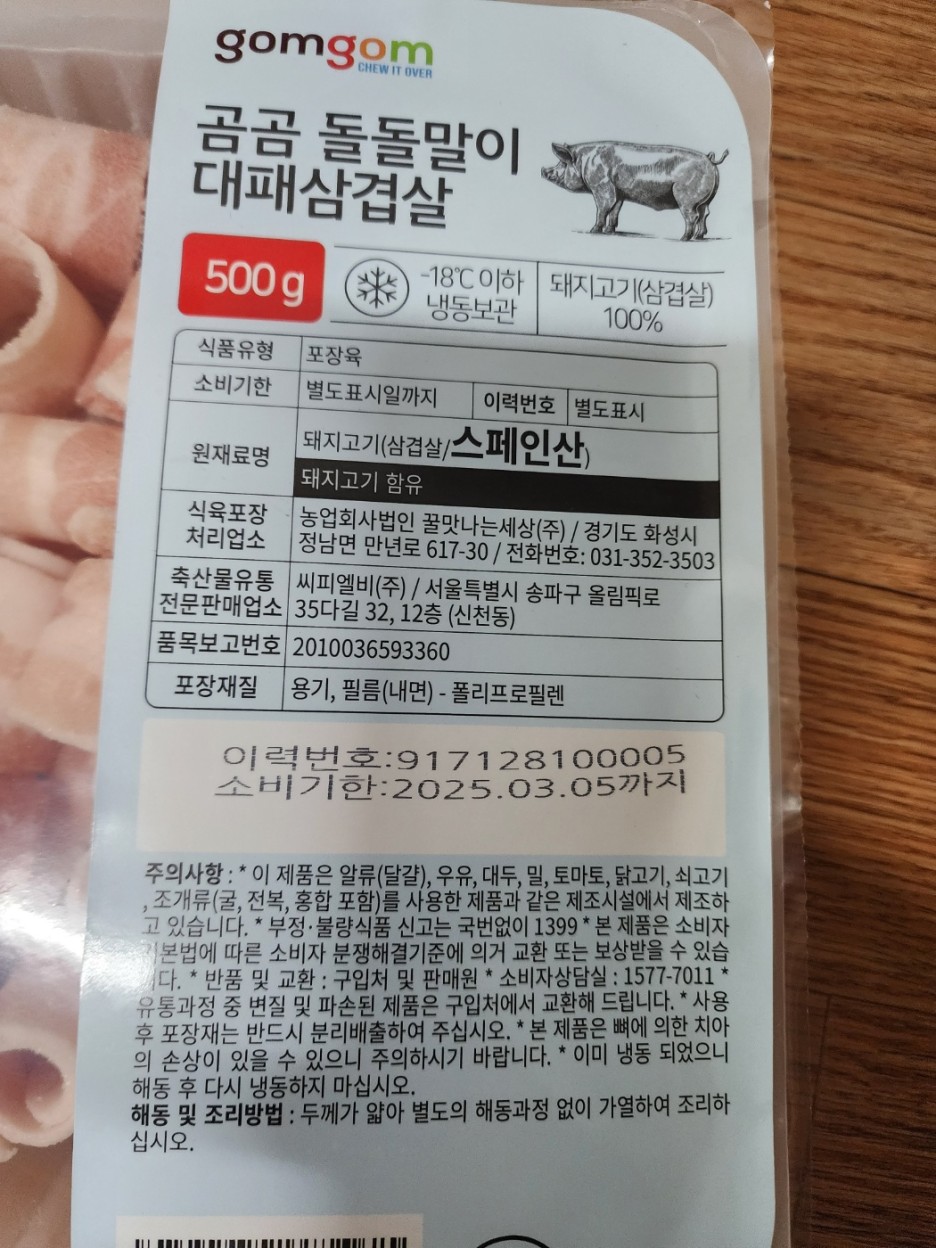 gomgom
CHEW IT OVER
곰곰 돌돌말이
대패삼겹살
500 g
-18℃ 이하
냉동보관
돼지고기(삼겹살)
100%
식품유형 포장육
소비기한 별도표시일까지 이력번호 별도표시
원재료명 돼지고기(삼겹살/스페인산)
돼지고기 함유
식육포장 농업회사법인 꿀맛나는세상(주) / 경기도 화성시
처리업소 정남면 만년로 617-30 / 전화번호: 031-352-3503
축산물유통 씨피엘비(주) / 서울특별시 송파구 올림픽로
전문판매업소 35다길 32, 12층 (신천동)
품목보고번호 2010036593360
포장재질 용기, 필름(내면) - 폴리프로필렌
이력번호:917128100005
소비기한:2025.03.05까지
주의사항 : * 이 제품은 알류(달걀), 우유, 대두, 밀, 토마토, 닭고기, 쇠고기
, 조개류(굴, 전복, 홍합 포함)를 사용한 제품과 같은 제조시설에서 제조하
고 있습니다. * 부정·불량식품 신고는 국번없이 1399 * 본 제품은 소비자
기본법에 따른 소비자 분쟁해결기준에 의거 교환 또는 보상받을 수 있습
니다. * 반품 및 교환 : 구입처 및 판매원 * 소비자상담실 : 1577-7011 *
유통과정 중 변질 및 파손된 제품은 구입처에서 교환해 드립니다. * 사용
후 포장재는 반드시 분리배출하여 주십시오. * 본 제품은 뼈에 의한 치아
의 손상이 있을 수 있으니 주의하시기 바랍니다. * 이미 냉동 되었으니
해동 후 다시 냉동하지 마십시오.
해동 및 조리방법 : 두께가 얇아 별도의 해동과정 없이 가열하여 조리하
십시오.